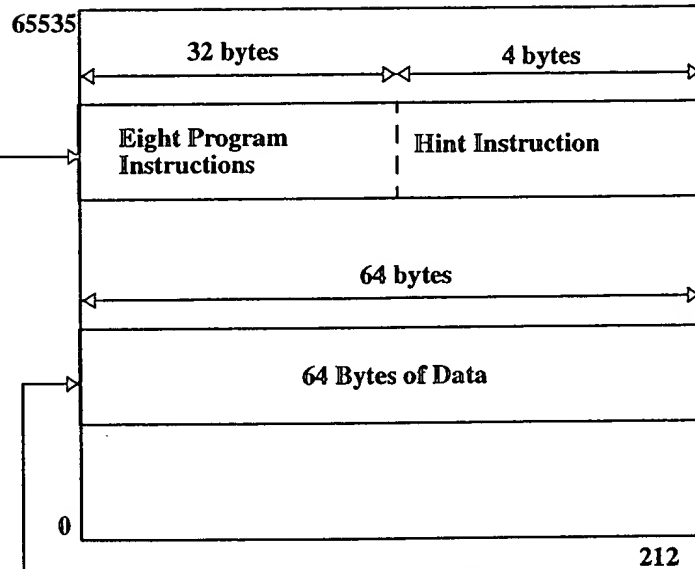 65535
32 bytes
4 bytes
Eight Program
Instructions
Hint Instruction
64 bytes
64 Bytes of Data
0
212